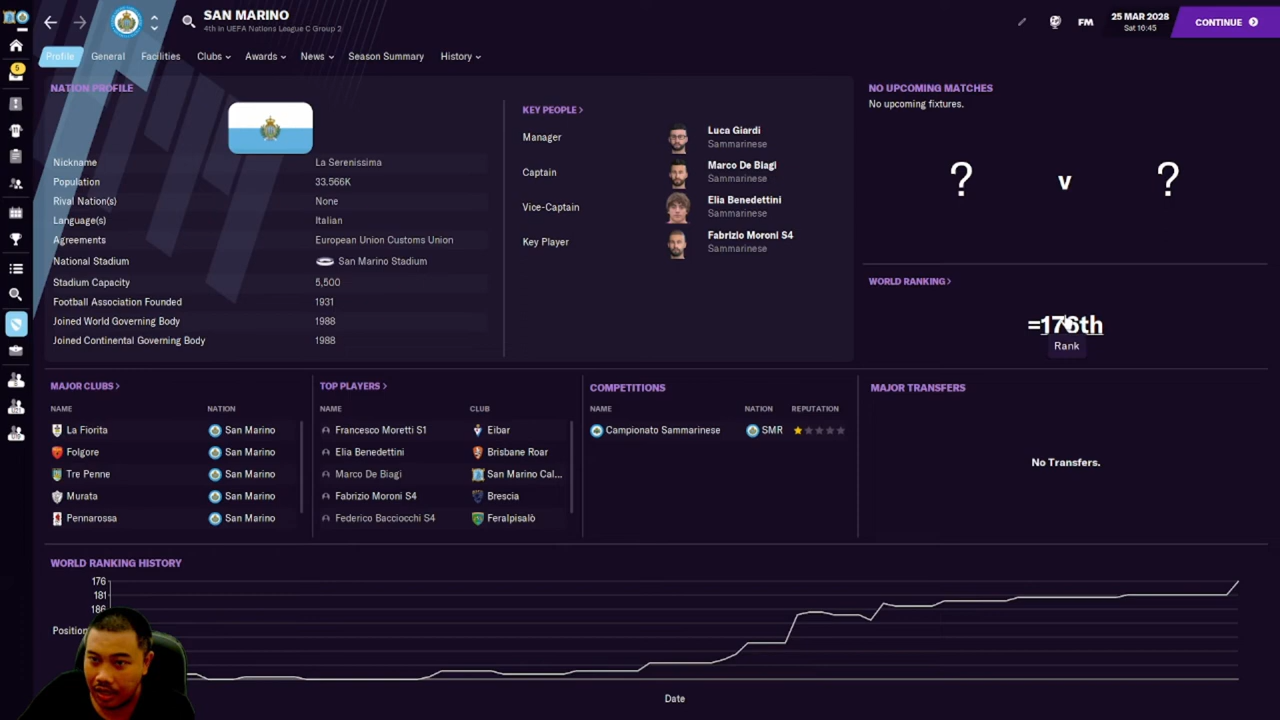 SAN MARINO
4th in UEFA Nations League C Group 2
FM
25 MAR 2028
Sat 16:45
CONTINUE
5
Profile
General
Facilities
Clubs
Awards
News
Season Summary
History
NATION PROFILE
Nickname La Serenissima
Population 33.566K
Rival Nation(s) None
Language(s) Italian
Agreements European Union Customs Union
National Stadium San Marino Stadium
Stadium Capacity 5,500
Football Association Founded 1931
Joined World Governing Body 1988
Joined Continental Governing Body 1988
KEY PEOPLE >
Manager Luca Giardi
Sammarinese
Captain Marco De Biagi
Sammarinese
Vice-Captain Elia Benedettini
Sammarinese
Key Player Fabrizio Moroni S4
Sammarinese
NO UPCOMING MATCHES
No upcoming fixtures.
? v ?
WORLD RANKING >
=176th
Rank
MAJOR CLUBS >
NAME NATION
La Fiorita San Marino
Folgore San Marino
Tre Penne San Marino
Murata San Marino
Pennarossa San Marino
TOP PLAYERS >
NAME CLUB
Francesco Moretti S1 Eibar
Elia Benedettini Brisbane Roar
Marco De Biagi San Marino Cal...
Fabrizio Moroni S4 Brescia
Federico Bacciocchi S4 Feralpisalò
COMPETITIONS
NAME NATION REPUTATION
Campionato Sammarinese SMR
MAJOR TRANSFERS
No Transfers.
WORLD RANKING HISTORY
176
181
186
Position
Date